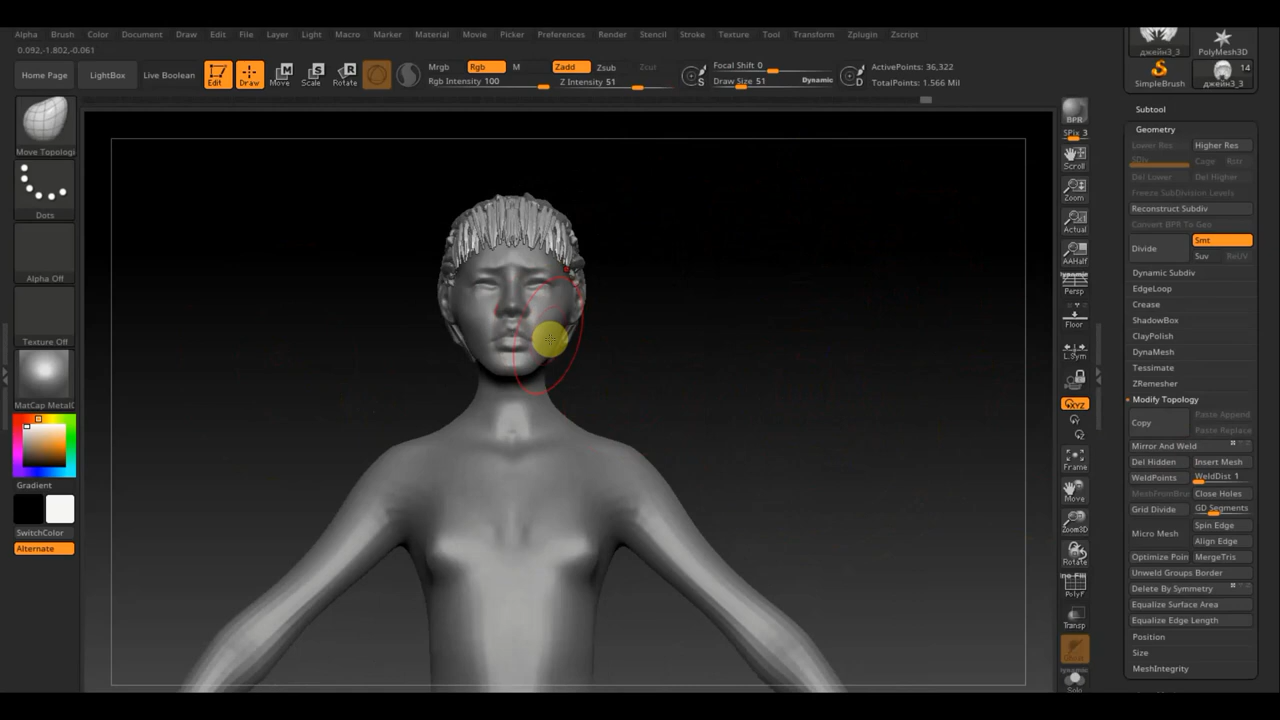 Alpha Brush Color Document Draw Edit File Layer Light Macro Marker Material Movie Picker Preferences Render Stencil Stroke Texture Tool Transform Zplugin Zscript
0.092,-1.802,-0.061
Home Page LightBox Live Boolean Edit Draw Move Scale Rotate
Mrgb Rgb M Zadd Zsub Zcut
Rgb Intensity 100 Z Intensity 51
Focal Shift 0
Draw Size 51 Dynamic
ActivePoints: 36,322
TotalPoints: 1.566 Mil
Move Topologi
Dots
Alpha Off
Texture Off
MatCap MetalC
Gradient
SwitchColor
Alternate
BPR
SPix 3
Scroll
Zoom
Actual
AAHalf
Persp
Floor
L.Sym
XYZ
Frame
Move
Zoom3D
Rotate
PolyF
Transp
Solo
джейн3_3 PolyMesh3D
14
SimpleBrush джейн3_3
Subtool
Geometry
Lower Res Higher Res
SDiv Cage Rstr
Del Lower Del Higher
Freeze SubDivision Levels
Reconstruct Subdiv
Convert BPR To Geo
Divide Smt
Suv ReUV
Dynamic Subdiv
EdgeLoop
Crease
ShadowBox
ClayPolish
DynaMesh
Tessimate
ZRemesher
Modify Topology
Copy Paste Append
Paste Replace
Mirror And Weld
Del Hidden Insert Mesh
WeldPoints WeldDist 1
MeshFromBru Close Holes
Grid Divide GD Segments
Micro Mesh Spin Edge
Align Edge
Optimize Poin MergeTris
Unweld Groups Border
Delete By Symmetry
Equalize Surface Area
Equalize Edge Length
Position
Size
MeshIntegrity